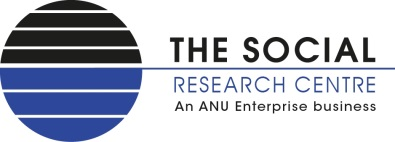 THE SOCIAL
RESEARCH CENTRE
An ANU Enterprise business